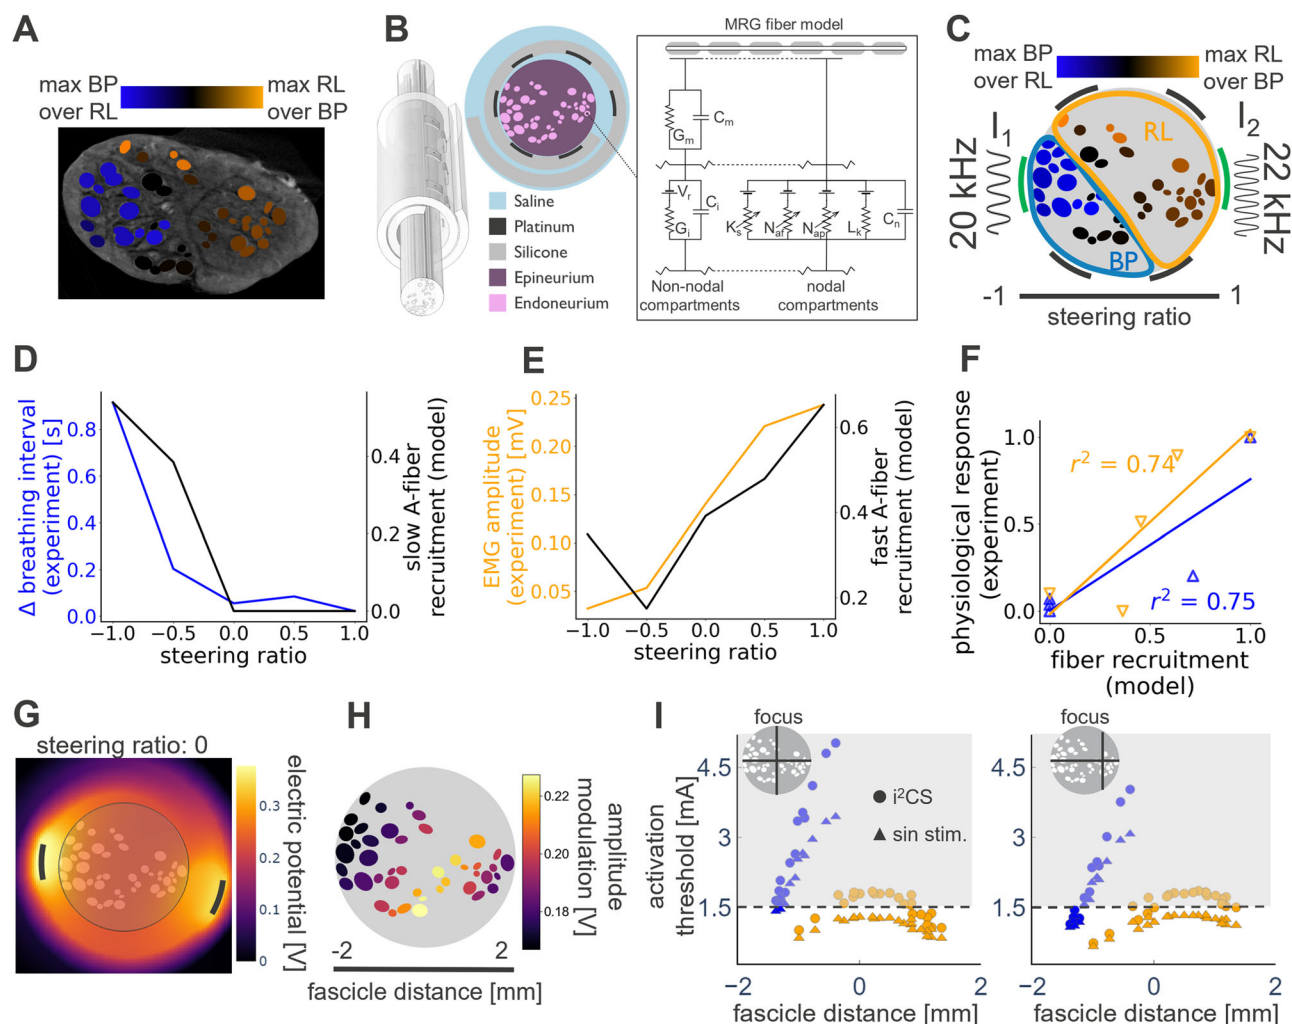 A
max BP
over RL
max RL
over BP
B
MRG fiber model
Saline
Platinum
Silicone
Epineurium
Endoneurium
Gm
Cm
Vr
Ci
Gi
Ks
Naf
Nap
Lk
Cn
Non-nodal
compartments
nodal
compartments
C
max BP
over RL
max RL
over BP
I1
I2
20 kHz
22 kHz
RL
BP
-1
1
steering ratio
D
Δ breathing interval
(experiment) [s]
0.8
0.6
0.4
0.2
0.0
0.4
0.2
0.0
slow A-fiber
recruitment (model)
−1.0 −0.5 0.0 0.5 1.0
steering ratio
E
EMG amplitude
(experiment) [mV]
0.25
0.20
0.15
0.10
0.05
0.6
0.4
0.2
fast A-fiber
recruitment (model)
−1.0 −0.5 0.0 0.5 1.0
steering ratio
F
physiological response
(experiment)
1.0
0.5
0.0
r² = 0.74
r² = 0.75
0.0 0.5 1.0
fiber recruitment
(model)
G
steering ratio: 0
0.3
0.2
0.1
0
electric potential [V]
H
0.22
0.20
0.18
amplitude
modulation [V]
-2 2
fascicle distance [mm]
I
focus
activation
threshold [mA]
4.5
3
1.5
i²CS
sin stim.
−2 0 2
fascicle distance [mm]
focus
4.5
3
1.5
−2 0 2
fascicle distance [mm]